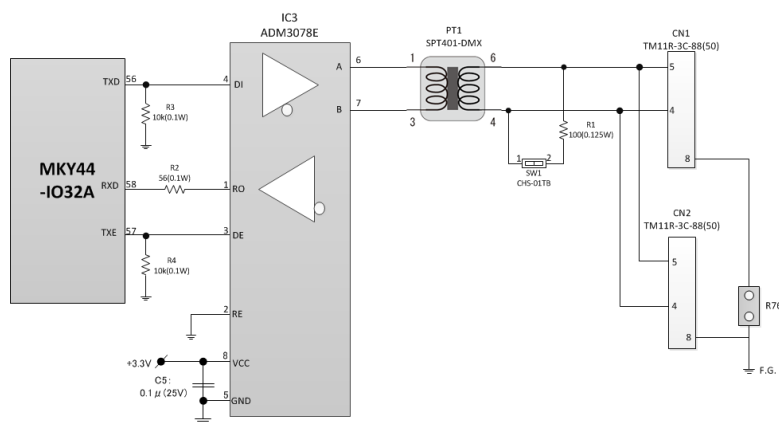 IC3
ADM3078E
PT1
SPT401-DMX
CN1
TM11R-3C-88(50)
TXD 56
4 DI
A 6
B 7
1
3
6
4
5
4
8
R3
10k(0.1W)
R1
100(0.125W)
1 2
SW1
CHS-01TB
MKY44
-IO32A
RXD 58
R2
56(0.1W)
1 RO
TXE 57
3 DE
R4
10k(0.1W)
2 RE
CN2
TM11R-3C-88(50)
5
4
8
R76
F.G.
+3.3V
8 VCC
C5:
0.1μ(25V)
5 GND